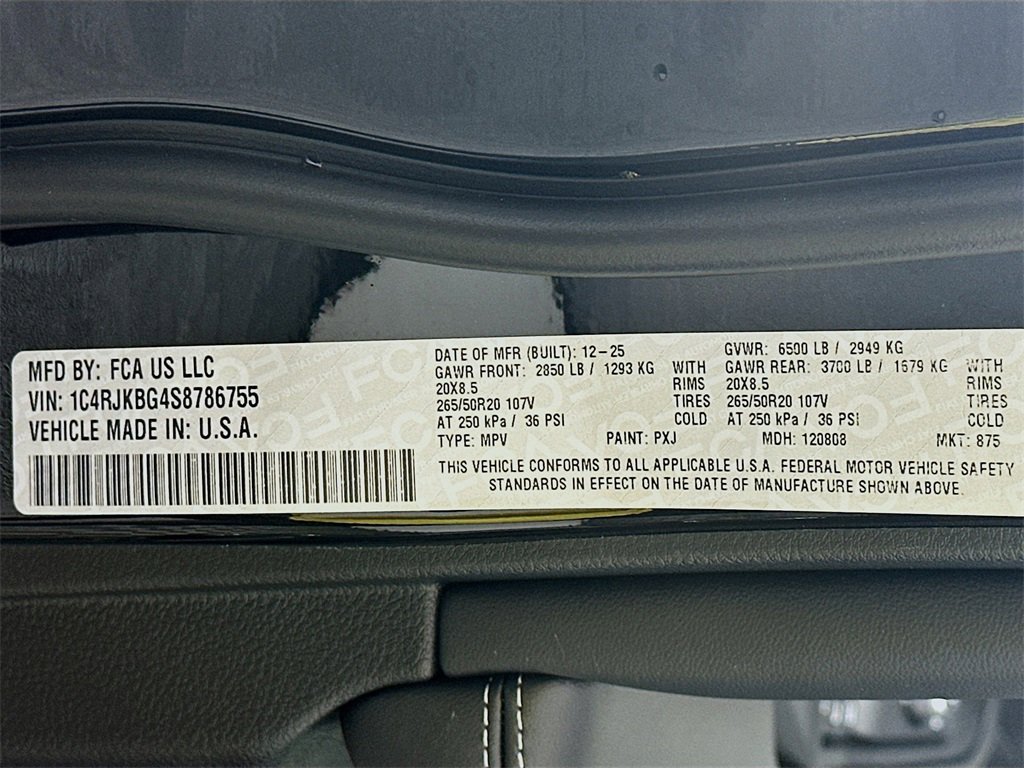 MFD BY: FCA US LLC
VIN: 1C4RJKBG4S8786755
VEHICLE MADE IN: U.S.A.
DATE OF MFR (BUILT): 12-25
GAWR FRONT: 2850 LB / 1293 KG WITH
20X8.5 RIMS
265/50R20 107V TIRES
AT 250 kPa / 36 PSI COLD
TYPE: MPV PAINT: PXJ
GVWR: 6500 LB / 2949 KG
GAWR REAR: 3700 LB / 1679 KG WITH
20X8.5 RIMS
265/50R20 107V TIRES
AT 250 kPa / 36 PSI COLD
MDH: 120808 MKT: 875
THIS VEHICLE CONFORMS TO ALL APPLICABLE U.S.A. FEDERAL MOTOR VEHICLE SAFETY
STANDARDS IN EFFECT ON THE DATE OF MANUFACTURE SHOWN ABOVE.